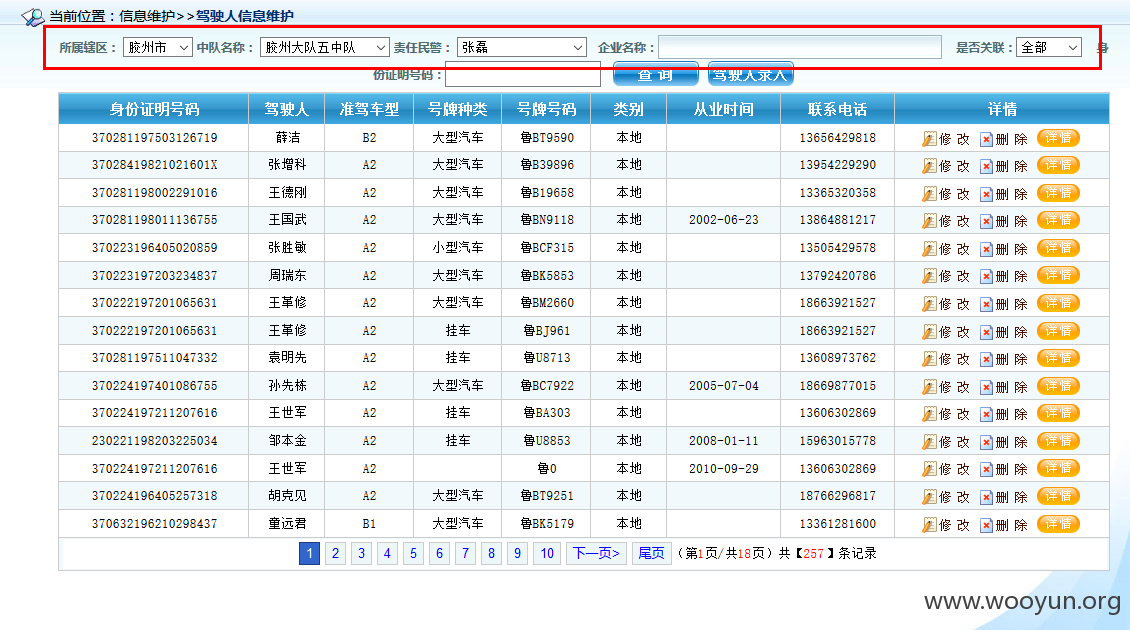 当前位置：信息维护>>驾驶人信息维护
所属辖区： 胶州市 中队名称： 胶州大队五中队 责任民警： 张磊 企业名称： 是否关联： 全部 身
份证明号码： 查 询 驾驶人录入
身份证明号码 驾驶人 准驾车型 号牌种类 号牌号码 类别 从业时间 联系电话 详情
370281197503126719 薛洁 B2 大型汽车 鲁BT9590 本地 13656429818 修 改 删 除 详情
37028419821021601X 张增科 A2 大型汽车 鲁B39896 本地 13954229290 修 改 删 除 详情
370281198002291016 王德刚 A2 大型汽车 鲁B19658 本地 13365320358 修 改 删 除 详情
370281198011136755 王国武 A2 大型汽车 鲁BN9118 本地 2002-06-23 13864881217 修 改 删 除 详情
370223196405020859 张胜敏 A2 小型汽车 鲁BCF315 本地 13505429578 修 改 删 除 详情
370223197203234837 周瑞东 A2 大型汽车 鲁BK5853 本地 13792420786 修 改 删 除 详情
370222197201065631 王革修 A2 大型汽车 鲁BM2660 本地 18663921527 修 改 删 除 详情
370222197201065631 王革修 A2 挂车 鲁BJ961 本地 18663921527 修 改 删 除 详情
370281197511047332 袁明先 A2 挂车 鲁U8713 本地 13608973762 修 改 删 除 详情
370224197401086755 孙先栋 A2 大型汽车 鲁BC7922 本地 2005-07-04 18669877015 修 改 删 除 详情
370224197211207616 王世军 A2 挂车 鲁BA303 本地 13606302869 修 改 删 除 详情
230221198203225034 邹本金 A2 挂车 鲁U8853 本地 2008-01-11 15963015778 修 改 删 除 详情
370224197211207616 王世军 A2 鲁0 本地 2010-09-29 13606302869 修 改 删 除 详情
370224196405257318 胡克见 A2 大型汽车 鲁BT9251 本地 18766296817 修 改 删 除 详情
370632196210298437 童远君 B1 大型汽车 鲁BK5179 本地 13361281600 修 改 删 除 详情
1 2 3 4 5 6 7 8 9 10 下一页> 尾页 （第1页/共18页）共【257】条记录
www.wooyun.org